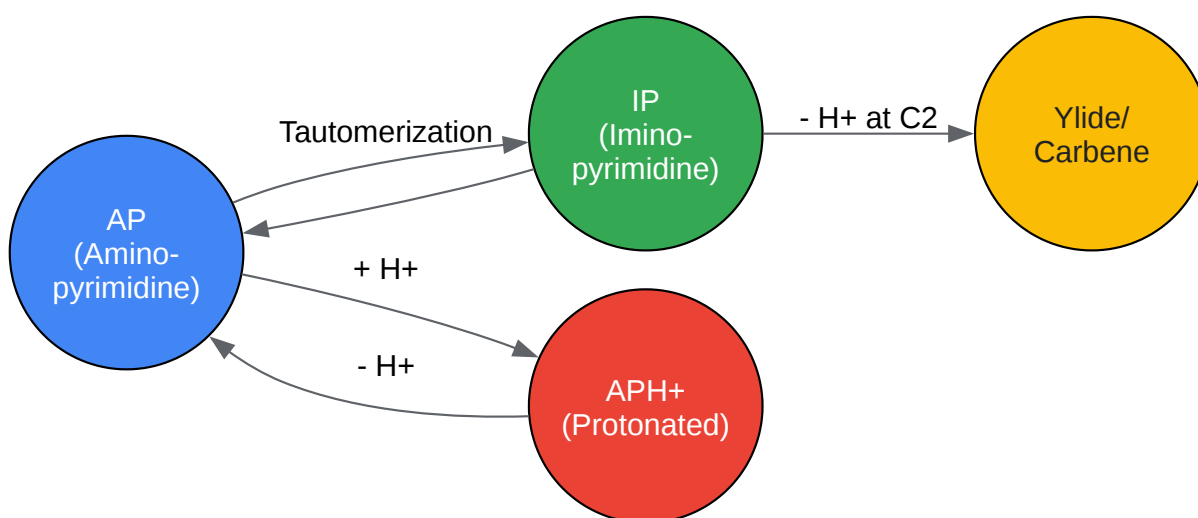 AP
(Amino-
pyrimidine)
Tautomerization
IP
(Imino-
pyrimidine)
- H+ at C2
Ylide/
Carbene
+ H+
- H+
APH+
(Protonated)